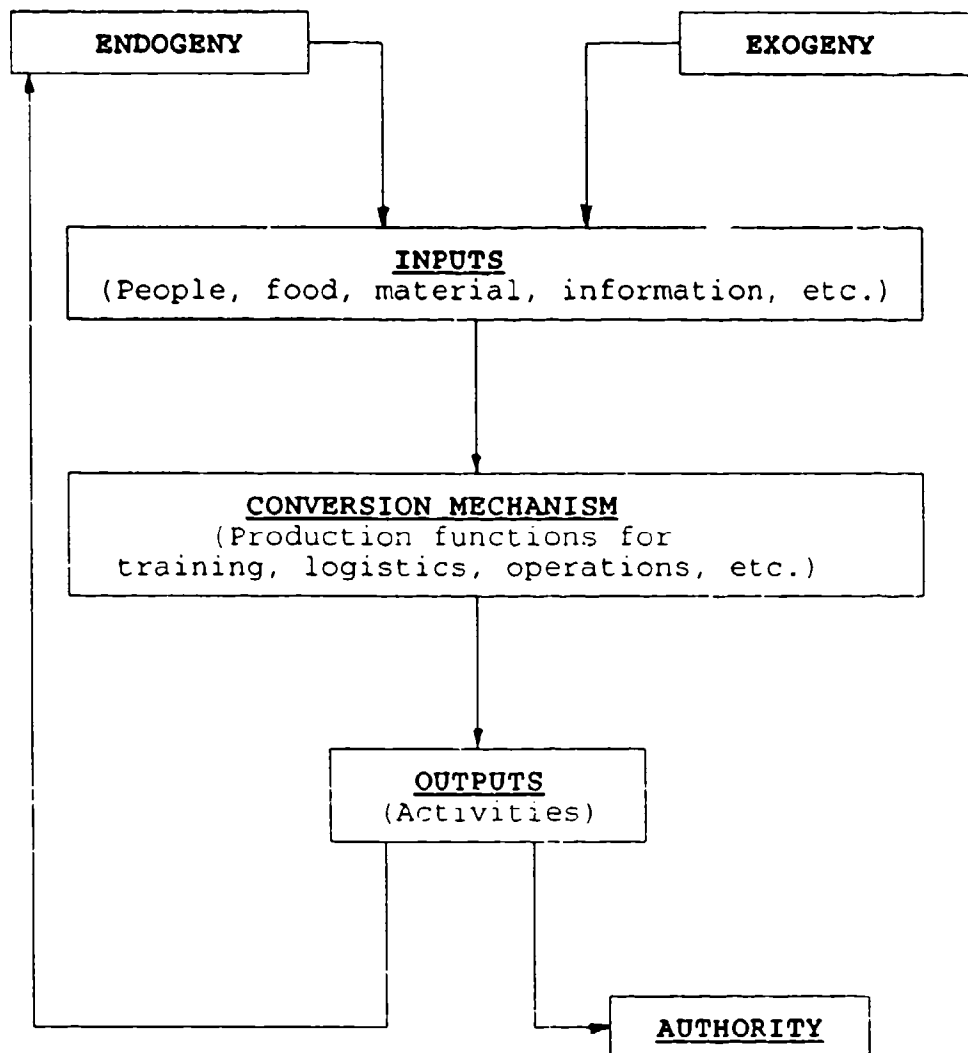 ENDOGENY
EXOGENY
INPUTS
(People, food, material, information, etc.)
CONVERSION MECHANISM
(Production functions for
training, logistics, operations, etc.)
OUTPUTS
(Activities)
AUTHORITY